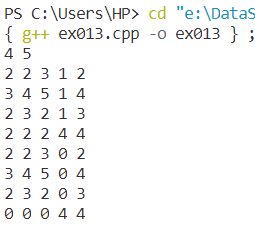 PS C:\Users\HP> cd "e:\DataS
{ g++ ex013.cpp -o ex013 } ;
4 5
2 2 3 1 2
3 4 5 1 4
2 3 2 1 3
2 2 2 4 4
2 2 3 0 2
3 4 5 0 4
2 3 2 0 3
0 0 0 4 4